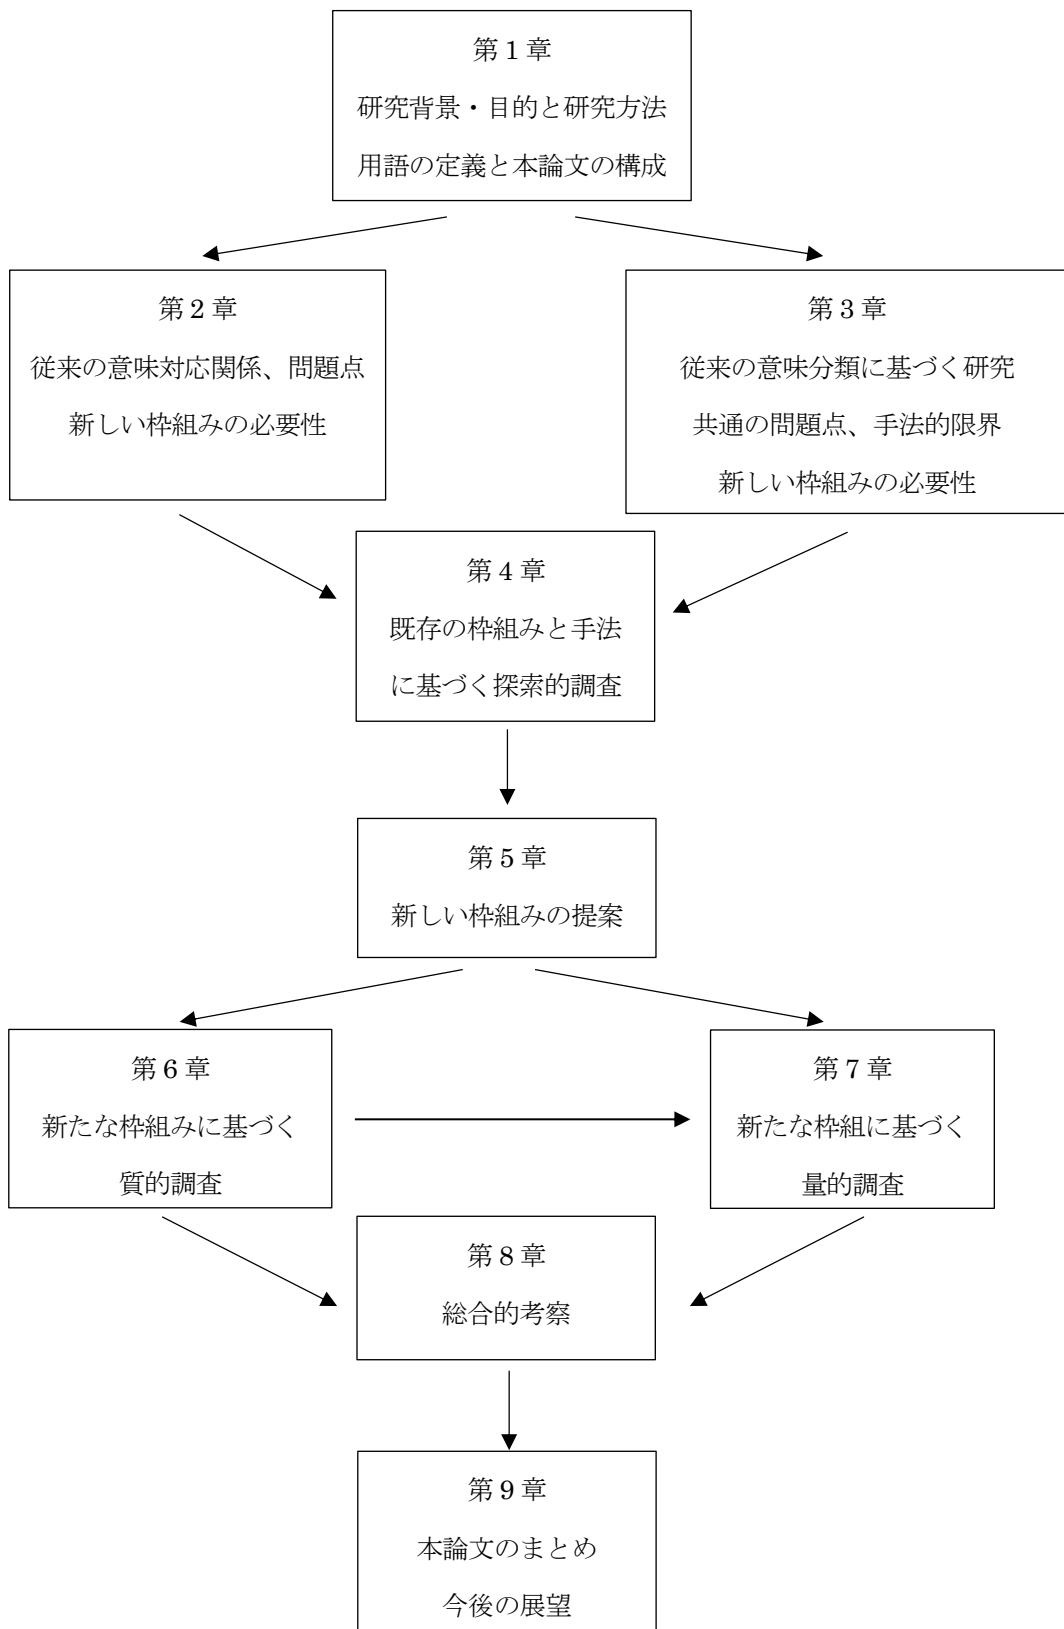 第1章
研究背景・目的と研究方法
用語の定義と本論文の構成
第2章
従来の意味対応関係、問題点
新しい枠組みの必要性
第3章
従来の意味分類に基づく研究
共通の問題点、手法的限界
新しい枠組みの必要性
第4章
既存の枠組みと手法
に基づく探索的調査
第5章
新しい枠組みの提案
第6章
新たな枠組みに基づく
質的調査
第7章
新たな枠組に基づく
量的調査
第8章
総合的考察
第9章
本論文のまとめ
今後の展望